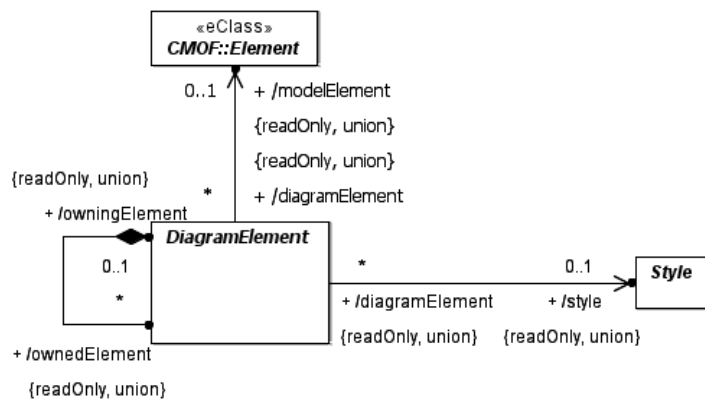 «eClass»
CMOF::Element
0..1
+ /modelElement
{readOnly, union}
{readOnly, union}
{readOnly, union}
*
+ /diagramElement
+ /owningElement
DiagramElement
0..1
*
*
0..1
Style
+ /diagramElement
+ /style
+ /ownedElement
{readOnly, union}
{readOnly, union}
{readOnly, union}